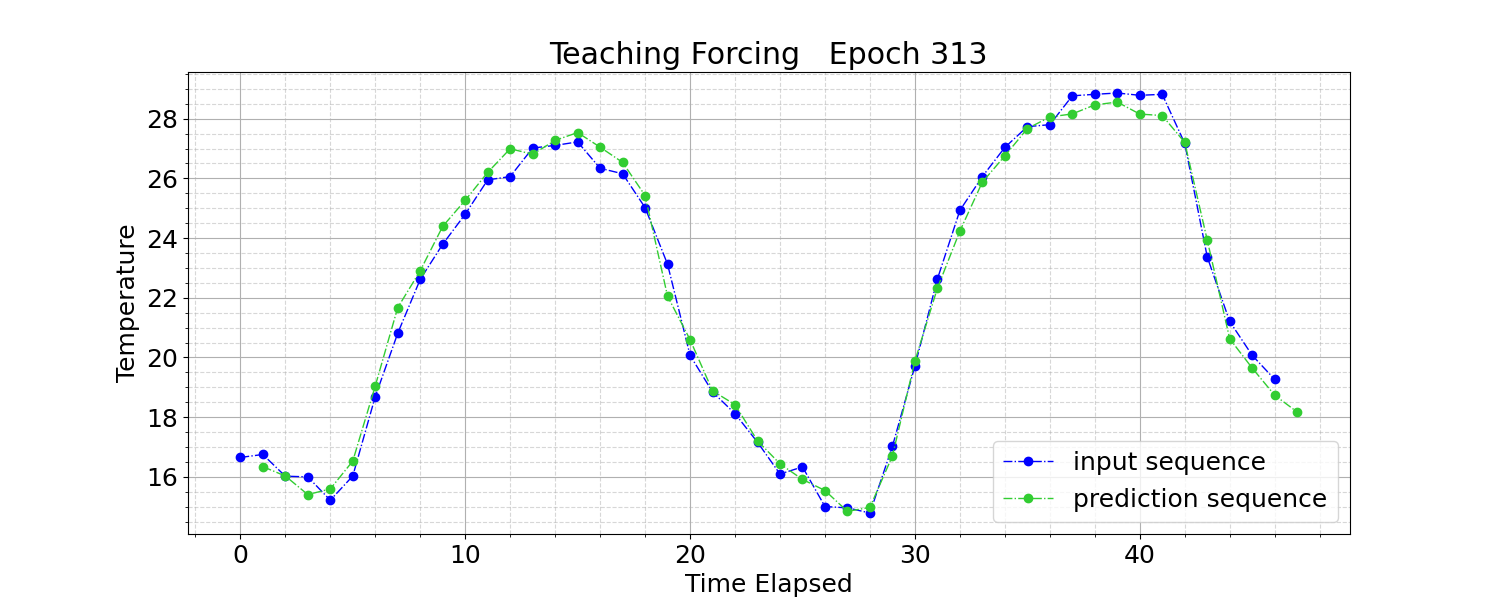 Teaching Forcing   Epoch 313
Temperature
28
26
24
22
20
18
16
input sequence
prediction sequence
0 10 20 30 40
Time Elapsed